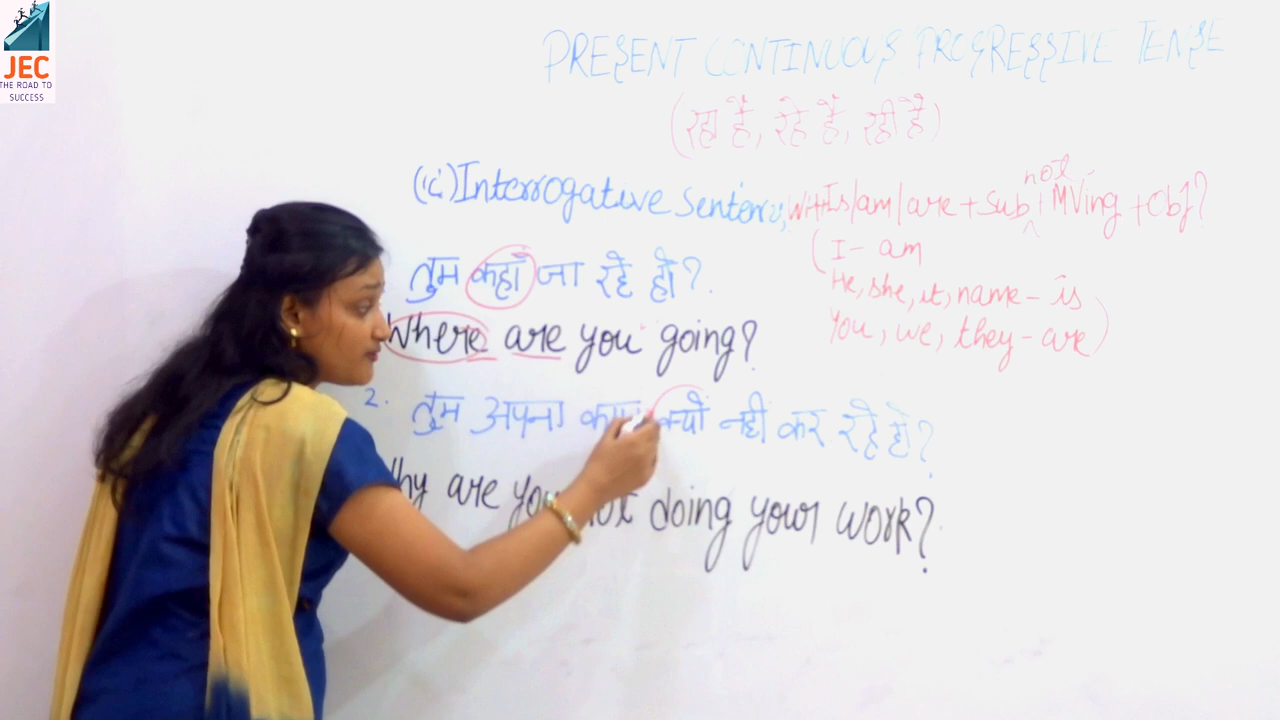 JEC
THE ROAD TO
SUCCESS
PRESENT CONTINUOUS PROGRESSIVE TENSE
(रहा है, रहे है, रही है)
(ii) Interrogative Sentence, WH+Is/am/are + Sub + not MVing + Obj?
(I - am
He, she, it, name - is
You, we, they - are)
तुम कहाँ जा रहे हो?
Where are you going?
2. तुम अपना काम क्यों नही कर रहे हो?
are you not doing your work?